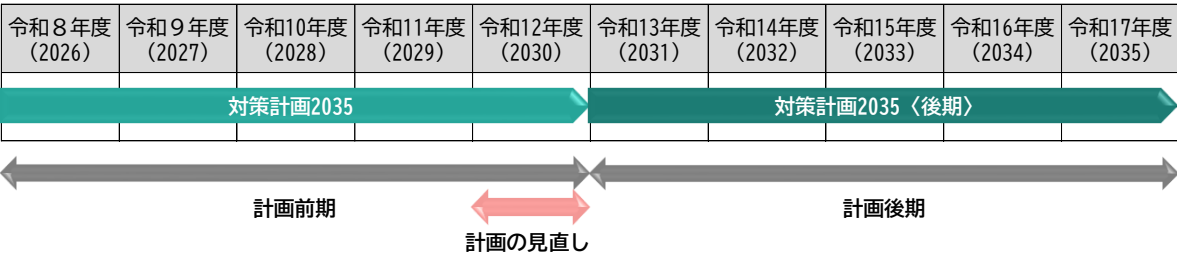 令和８年度 令和９年度 令和10年度 令和11年度 令和12年度 令和13年度 令和14年度 令和15年度 令和16年度 令和17年度
（2026） （2027） （2028） （2029） （2030） （2031） （2032） （2033） （2034） （2035）
対策計画2035 対策計画2035〈後期〉
計画前期 計画後期
計画の見直し